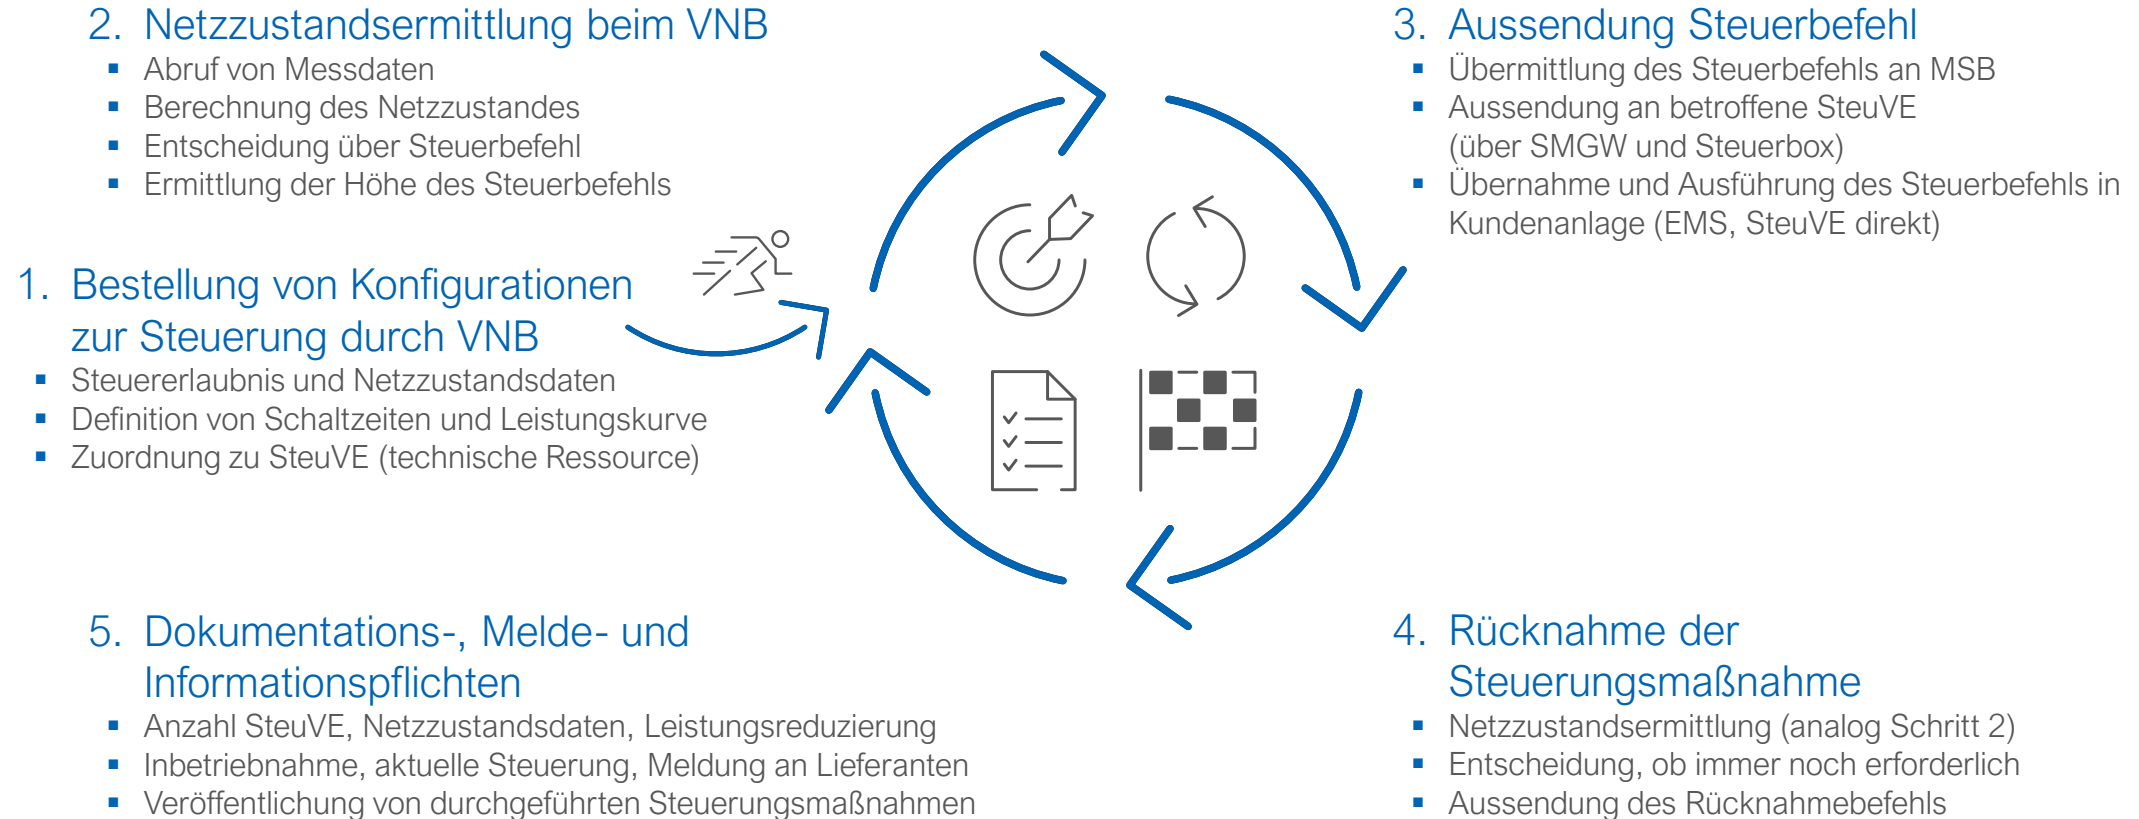 2. Netzzustandsermittlung beim VNB
▪ Abruf von Messdaten
▪ Berechnung des Netzzustandes
▪ Entscheidung über Steuerbefehl
▪ Ermittlung der Höhe des Steuerbefehls
3. Aussendung Steuerbefehl
▪ Übermittlung des Steuerbefehls an MSB
▪ Aussendung an betroffene SteuVE
(über SMGW und Steuerbox)
▪ Übernahme und Ausführung des Steuerbefehls in
Kundenanlage (EMS, SteuVE direkt)
1. Bestellung von Konfigurationen
zur Steuerung durch VNB
▪ Steuererlaubnis und Netzzustandsdaten
▪ Definition von Schaltzeiten und Leistungskurve
▪ Zuordnung zu SteuVE (technische Ressource)
5. Dokumentations-, Melde- und
Informationspflichten
▪ Anzahl SteuVE, Netzzustandsdaten, Leistungsreduzierung
▪ Inbetriebnahme, aktuelle Steuerung, Meldung an Lieferanten
▪ Veröffentlichung von durchgeführten Steuerungsmaßnahmen
4. Rücknahme der
Steuerungsmaßnahme
▪ Netzzustandsermittlung (analog Schritt 2)
▪ Entscheidung, ob immer noch erforderlich
▪ Aussendung des Rücknahmebefehls